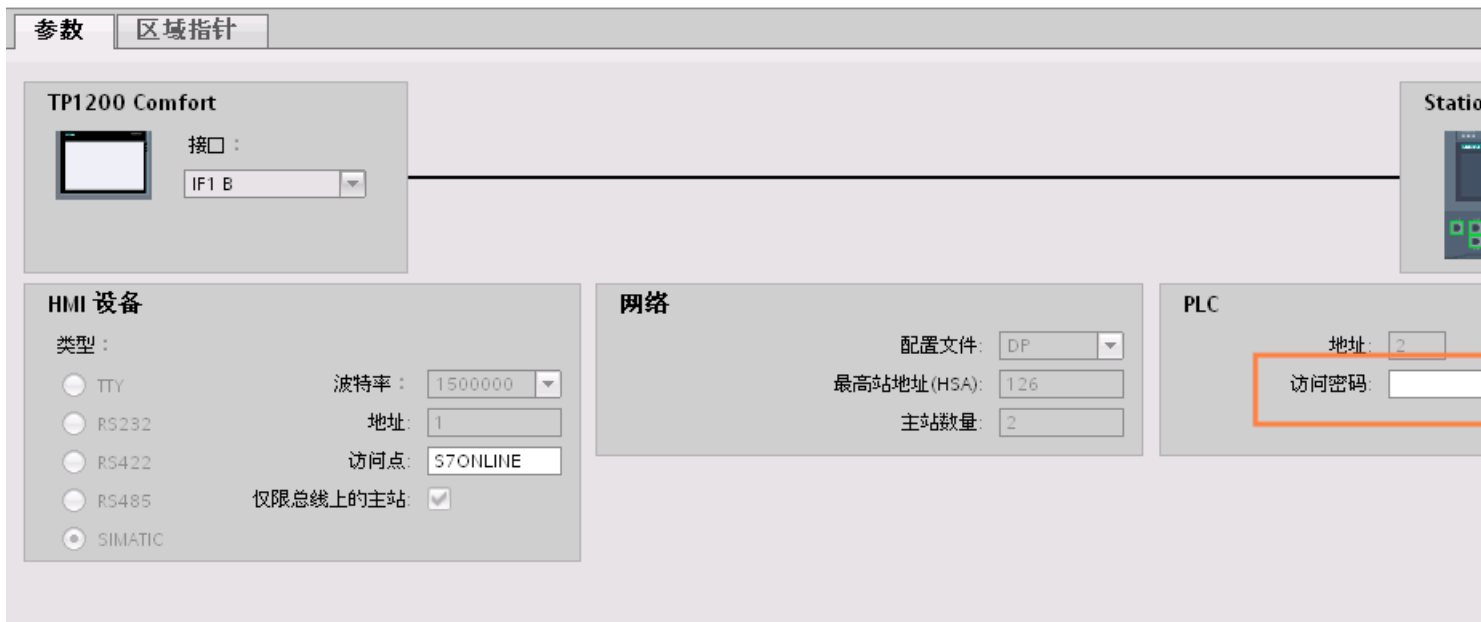 参数 区域指针
TP1200 Comfort
接口：
IF1 B
HMI 设备
类型：
TTY
RS232
RS422
RS485
SIMATIC
波特率： 1500000
地址: 1
访问点: S7ONLINE
仅限总线上的主站:
网络
配置文件: DP
最高站地址(HSA): 126
主站数量: 2
PLC
地址: 2
访问密码: